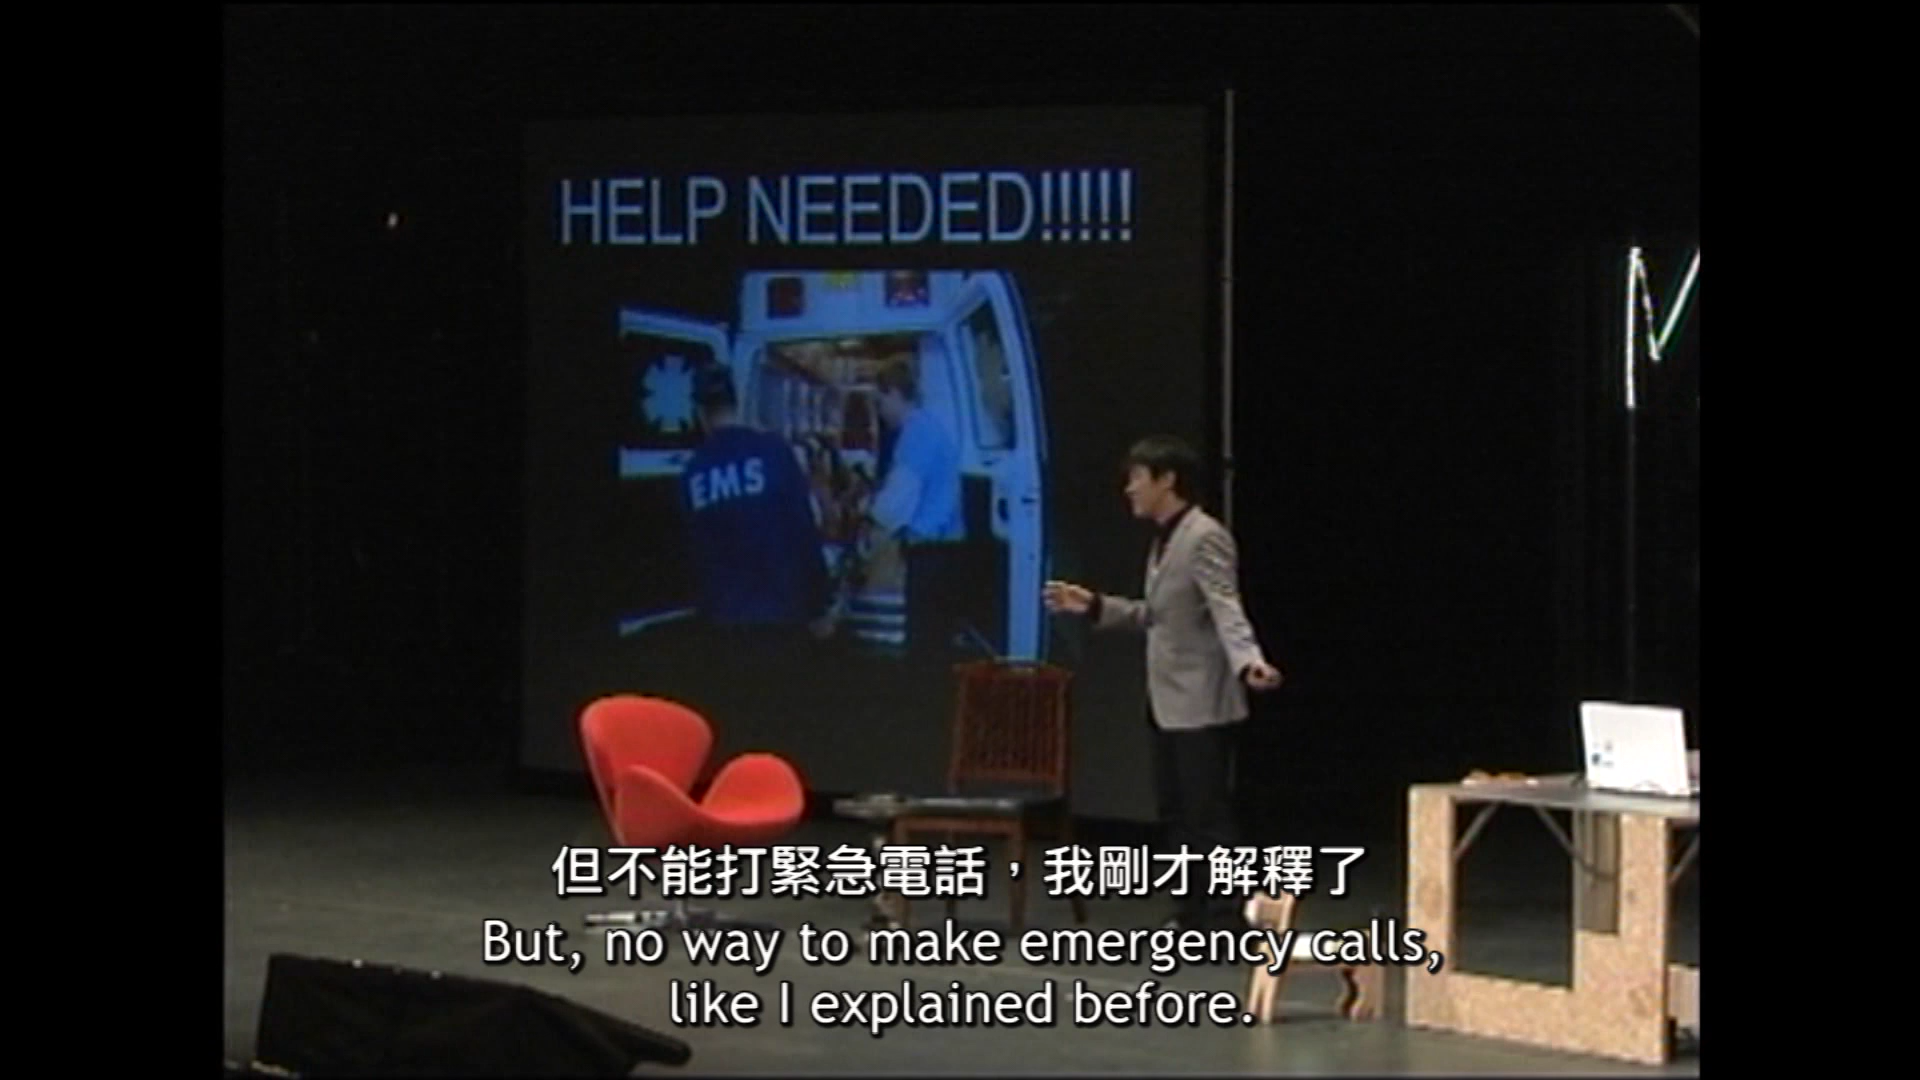 HELP NEEDED!!!!!
EMS
但不能打緊急電話，我剛才解釋了
But, no way to make emergency calls,
like I explained before.